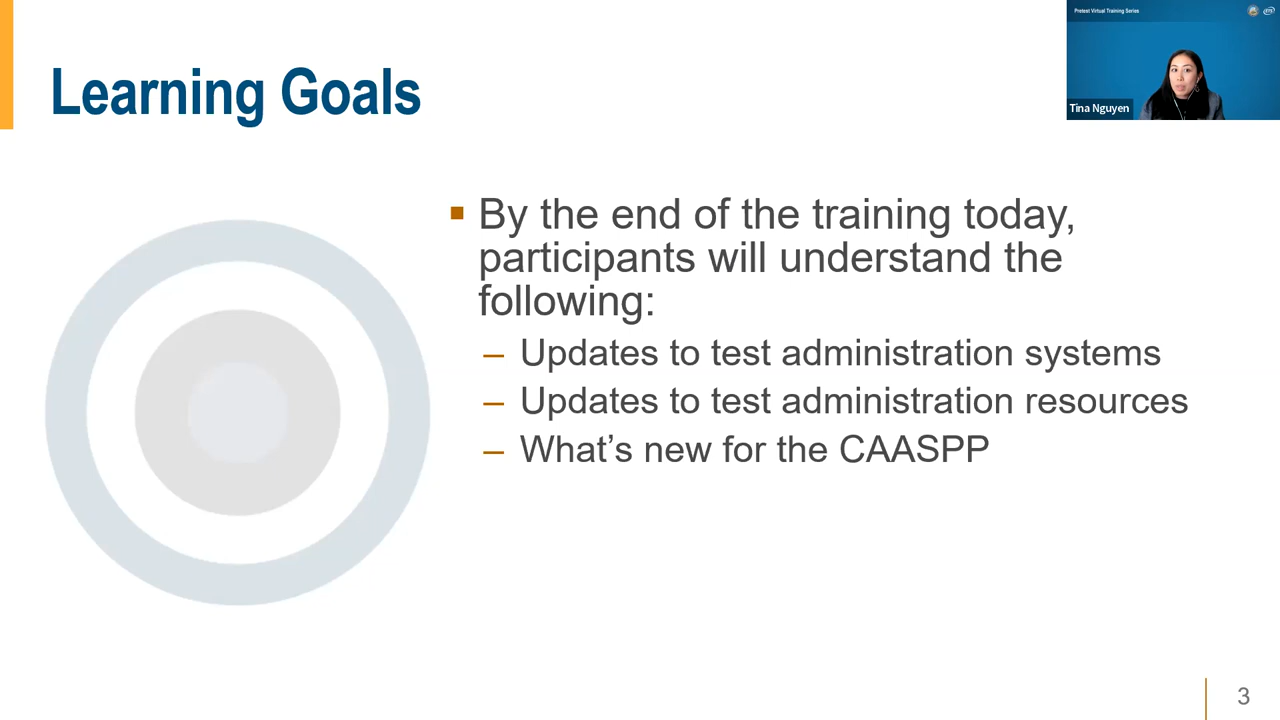 Pretest Virtual Training Series
Tina Nguyen
Learning Goals
By the end of the training today,
participants will understand the
following:
– Updates to test administration systems
– Updates to test administration resources
– What’s new for the CAASPP
3